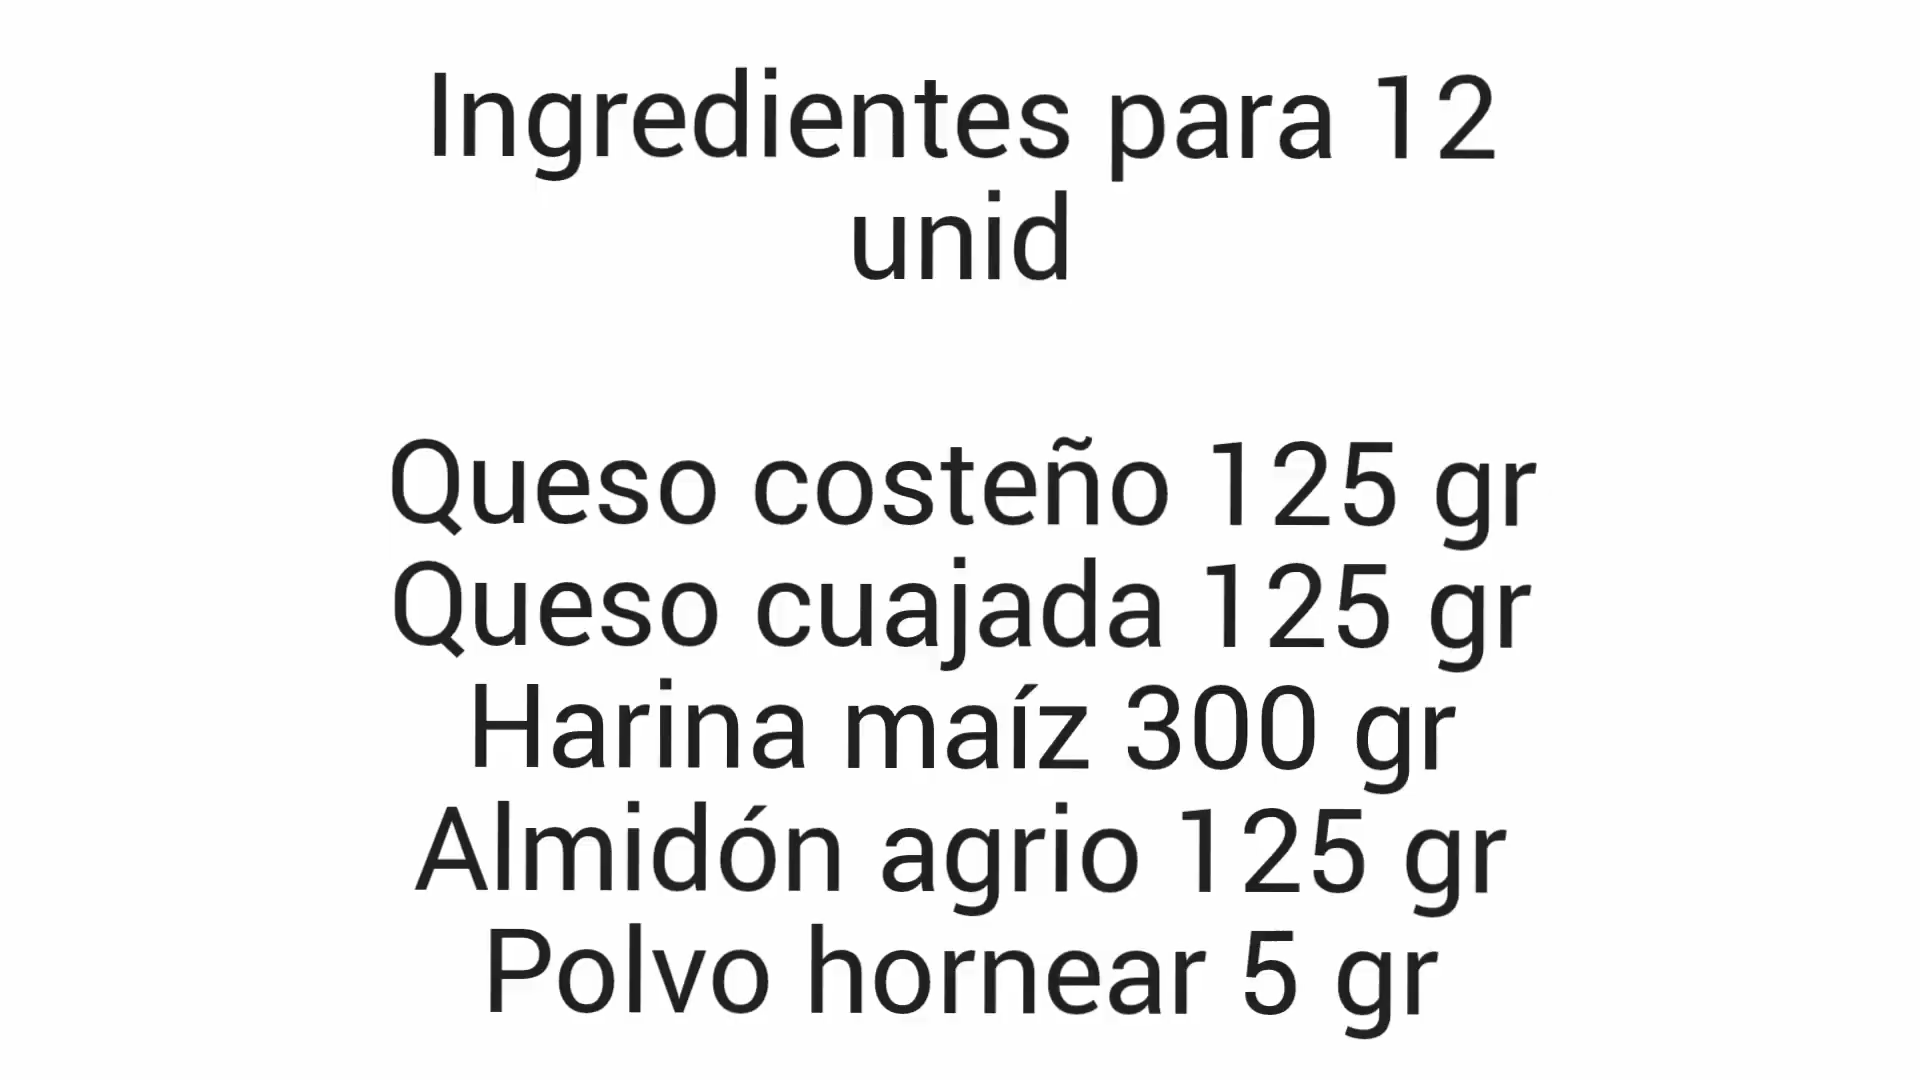 Ingredientes para 12
unid
Queso costeño 125 gr
Queso cuajada 125 gr
Harina maíz 300 gr
Almidón agrio 125 gr
Polvo hornear 5 gr